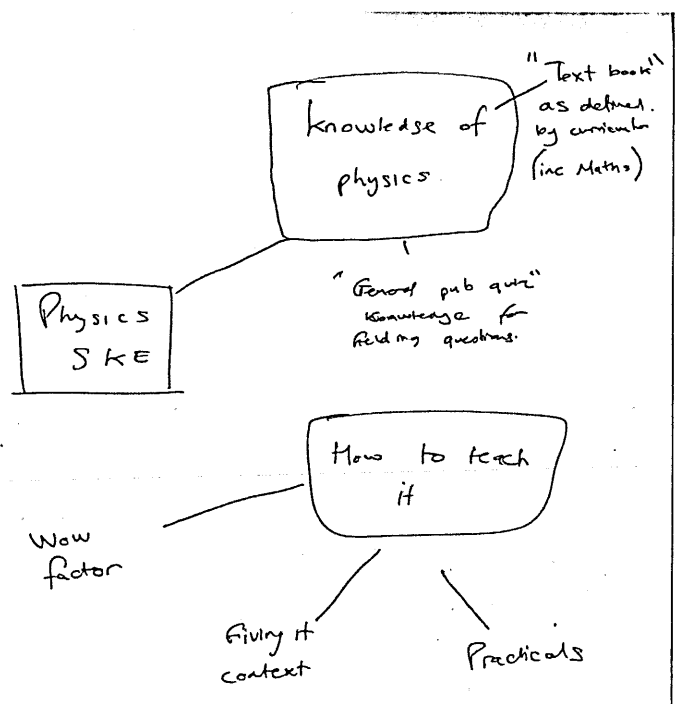 "Text book"
as defined.
by curricula
(inc Maths)
knowledge of
physics.
"General pub quiz"
knowledge for
fielding questions.
Physics
SKE
How to teach
it
Wow
factor
Giving it
context
Practicals